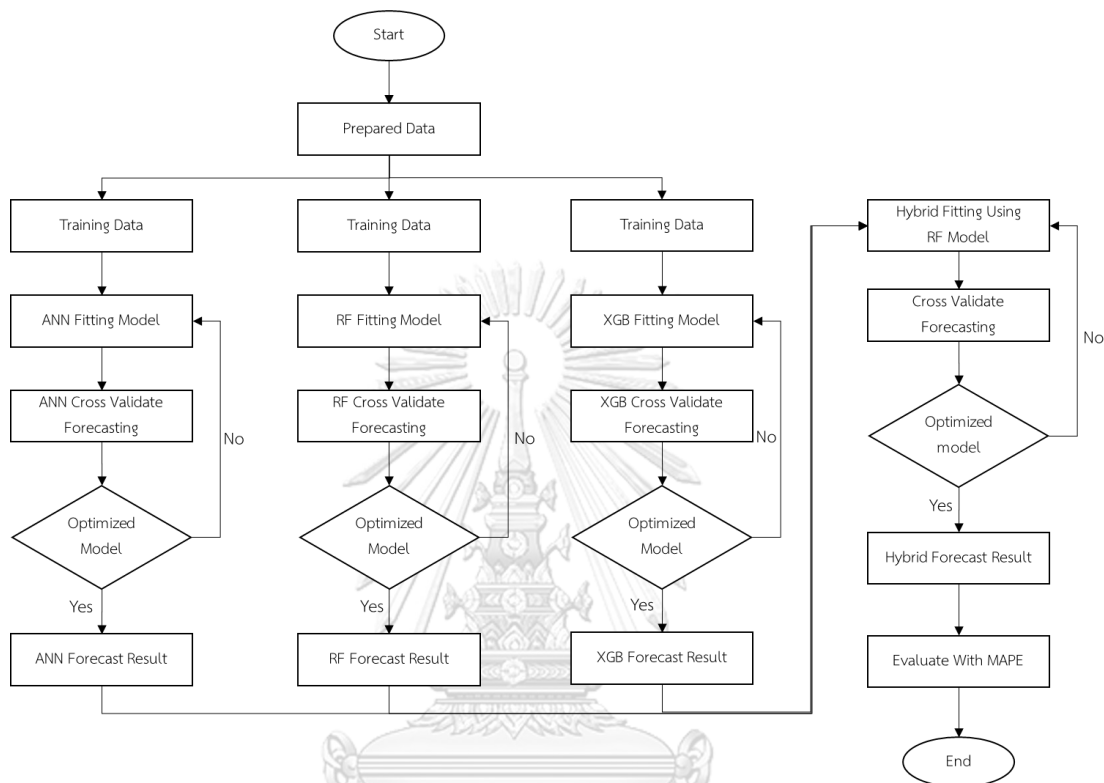 Start
Prepared Data
Training Data
ANN Fitting Model
ANN Cross Validate
Forecasting
No
Optimized
Model
Yes
ANN Forecast Result
Training Data
RF Fitting Model
RF Cross Validate
Forecasting
No
Optimized
Model
Yes
RF Forecast Result
Training Data
XGB Fitting Model
XGB Cross Validate
Forecasting
No
Optimized
Model
Yes
XGB Forecast Result
Hybrid Fitting Using
RF Model
Cross Validate
Forecasting
No
Optimized
model
Yes
Hybrid Forecast Result
Evaluate With MAPE
End